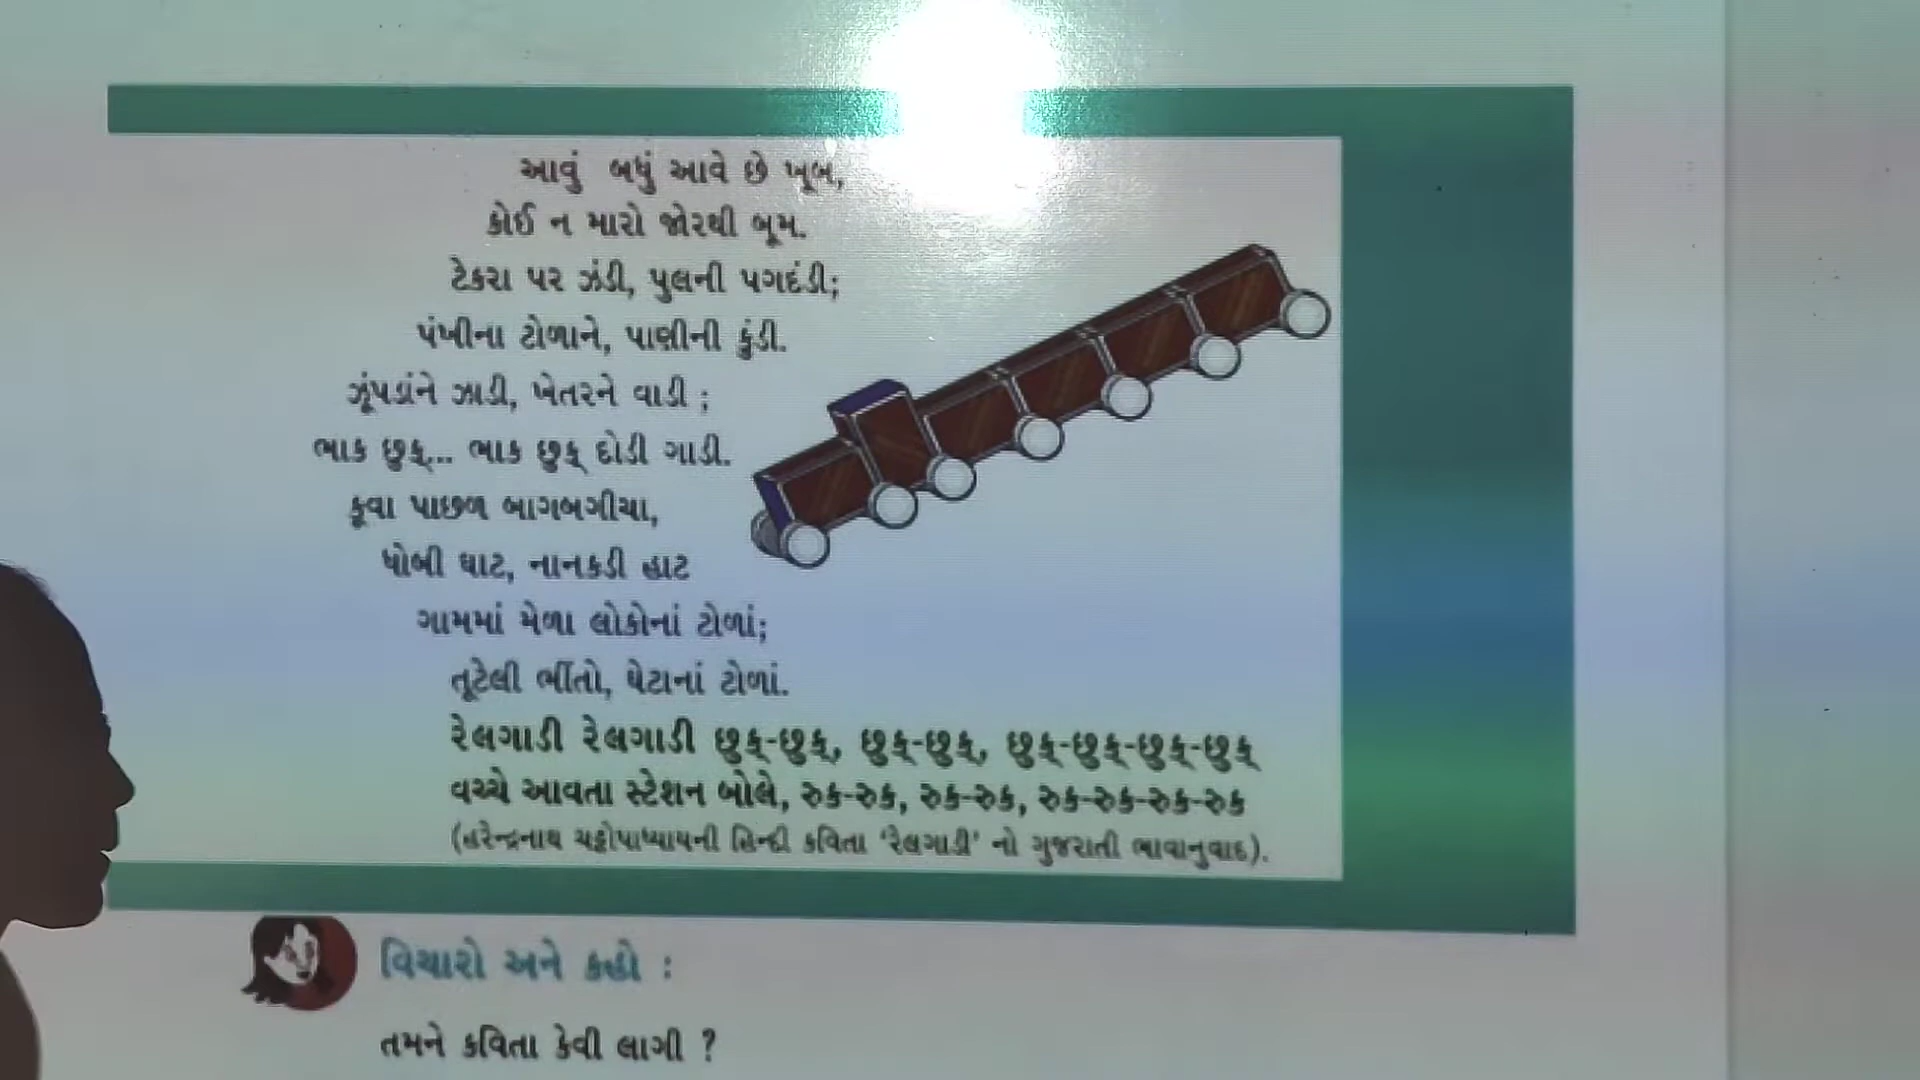 આવું બધું આવે છે ખૂબ,
કોઈ ન મારો જોરથી બૂમ.
ટેકરા પર ઝંડી, પુલની પગદંડી;
પંખીના ટોળાને, પાણીની કુંડી.
ઝૂંપડાંને ઝાડી, ખેતરને વાડી ;
ભાક છુક્... ભાક છુક્ દોડી ગાડી.
કૂવા પાછળ બાગબગીચા,
ધોબી ઘાટ, નાનકડી હાટ
ગામમાં મેળા લોકોનાં ટોળાં;
તૂટેલી ભીંતો, ઘેટાનાં ટોળાં.
રેલગાડી રેલગાડી છુક્-છુક્, છુક્-છુક્, છુક્-છુક્-છુક્-છુક્
વચ્ચે આવતા સ્ટેશન બોલે, રુક-રુક, રુક-રુક, રુક-રુક-રુક-રુક
(હરેન્દ્રનાથ ચટ્ટોપાધ્યાયની હિન્દી કવિતા ‘રેલગાડી’ નો ગુજરાતી ભાવાનુવાદ).
વિચારો અને કહો :
તમને કવિતા કેવી લાગી ?